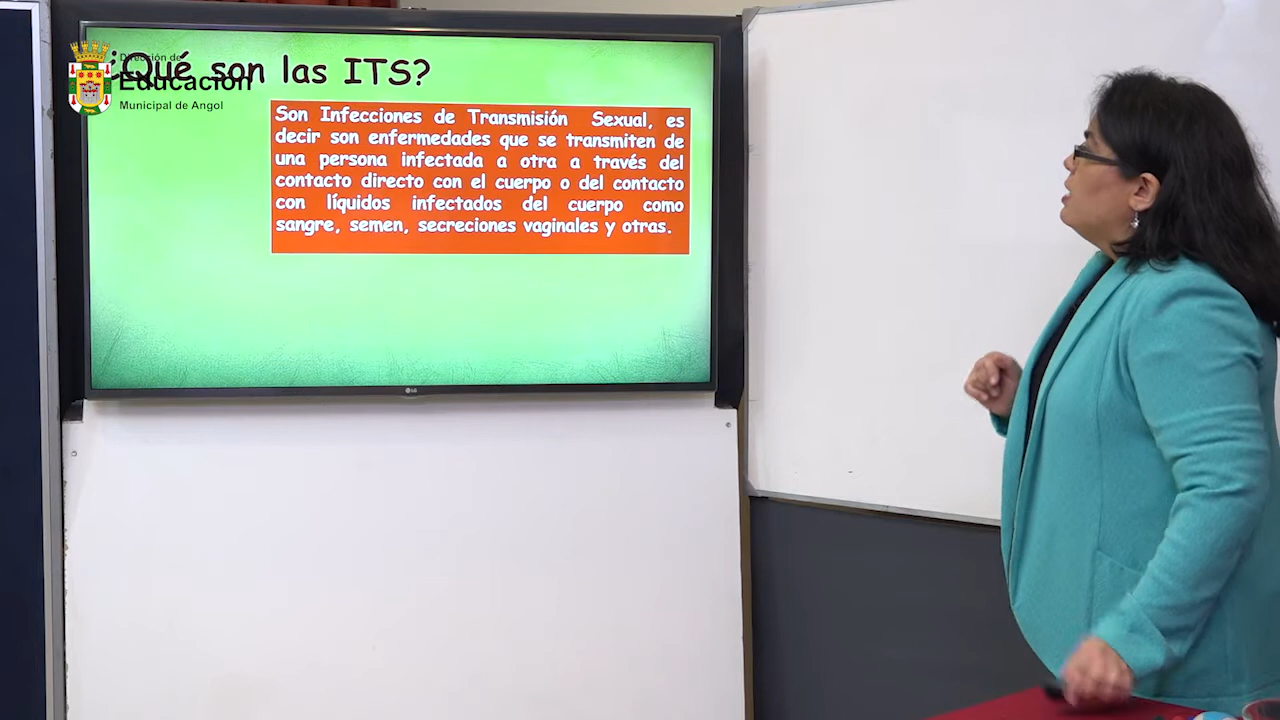 ¿Qué son las ITS?
Dirección de
Educación
Municipal de Angol
Son Infecciones de Transmisión Sexual, es
decir son enfermedades que se transmiten de
una persona infectada a otra a través del
contacto directo con el cuerpo o del contacto
con líquidos infectados del cuerpo como
sangre, semen, secreciones vaginales y otras.
LG